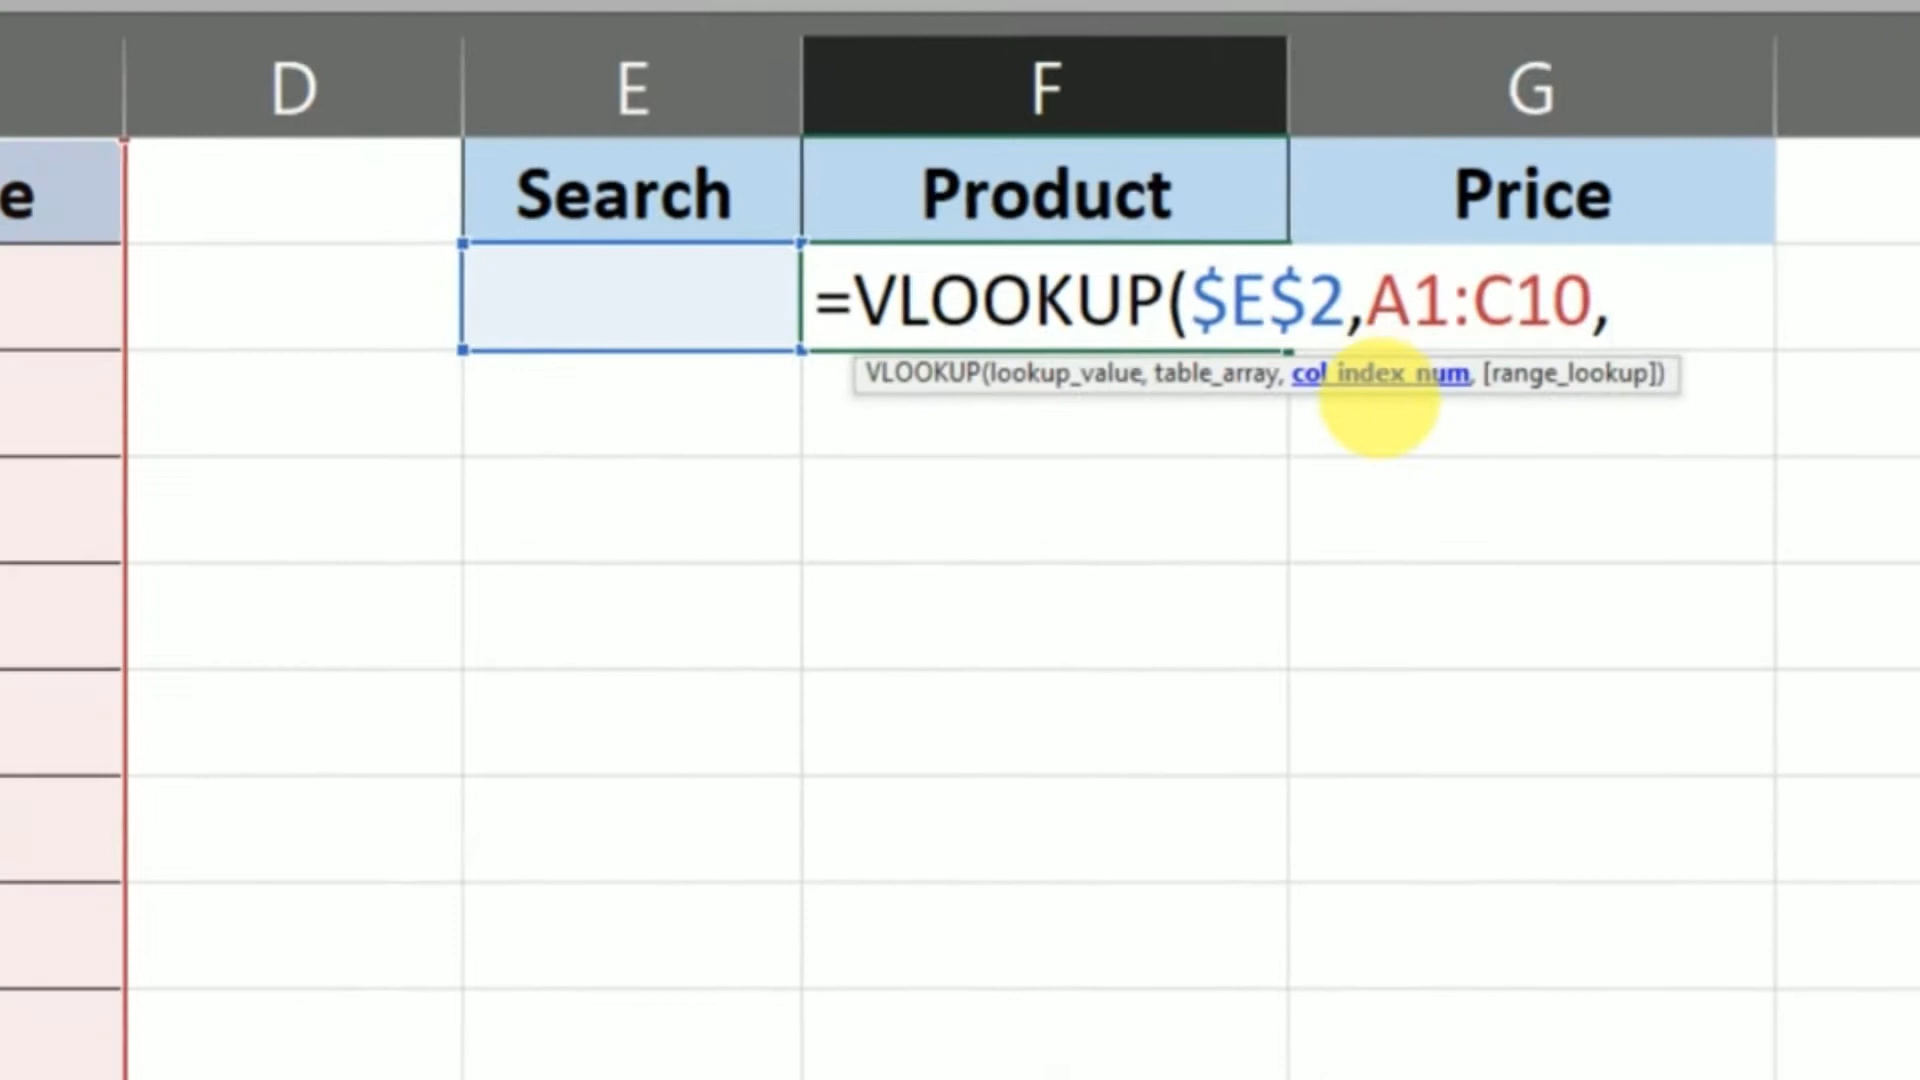 D E F G
e Search Product Price
=VLOOKUP($E$2,A1:C10,
VLOOKUP(lookup_value, table_array, col_index_num, [range_lookup])